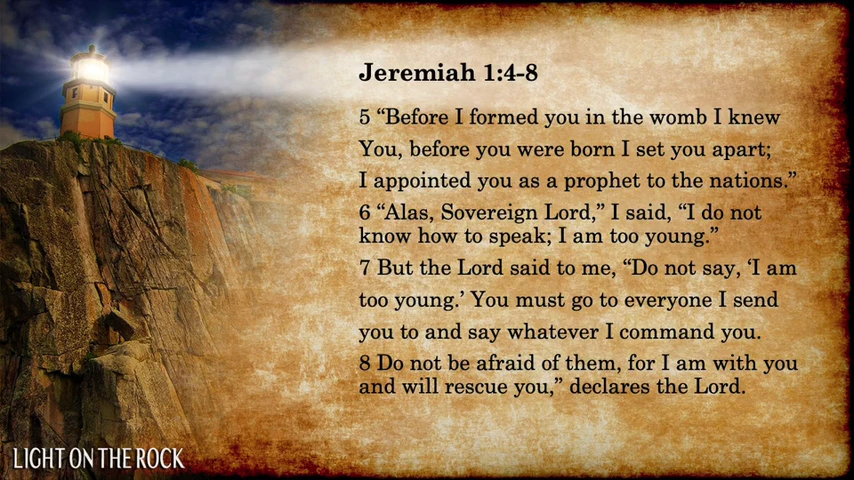 Jeremiah 1:4-8
5 “Before I formed you in the womb I knew
You, before you were born I set you apart;
I appointed you as a prophet to the nations.”
6 “Alas, Sovereign Lord,” I said, “I do not
know how to speak; I am too young.”
7 But the Lord said to me, “Do not say, ‘I am
too young.’ You must go to everyone I send
you to and say whatever I command you.
8 Do not be afraid of them, for I am with you
and will rescue you,” declares the Lord.
LIGHT ON THE ROCK